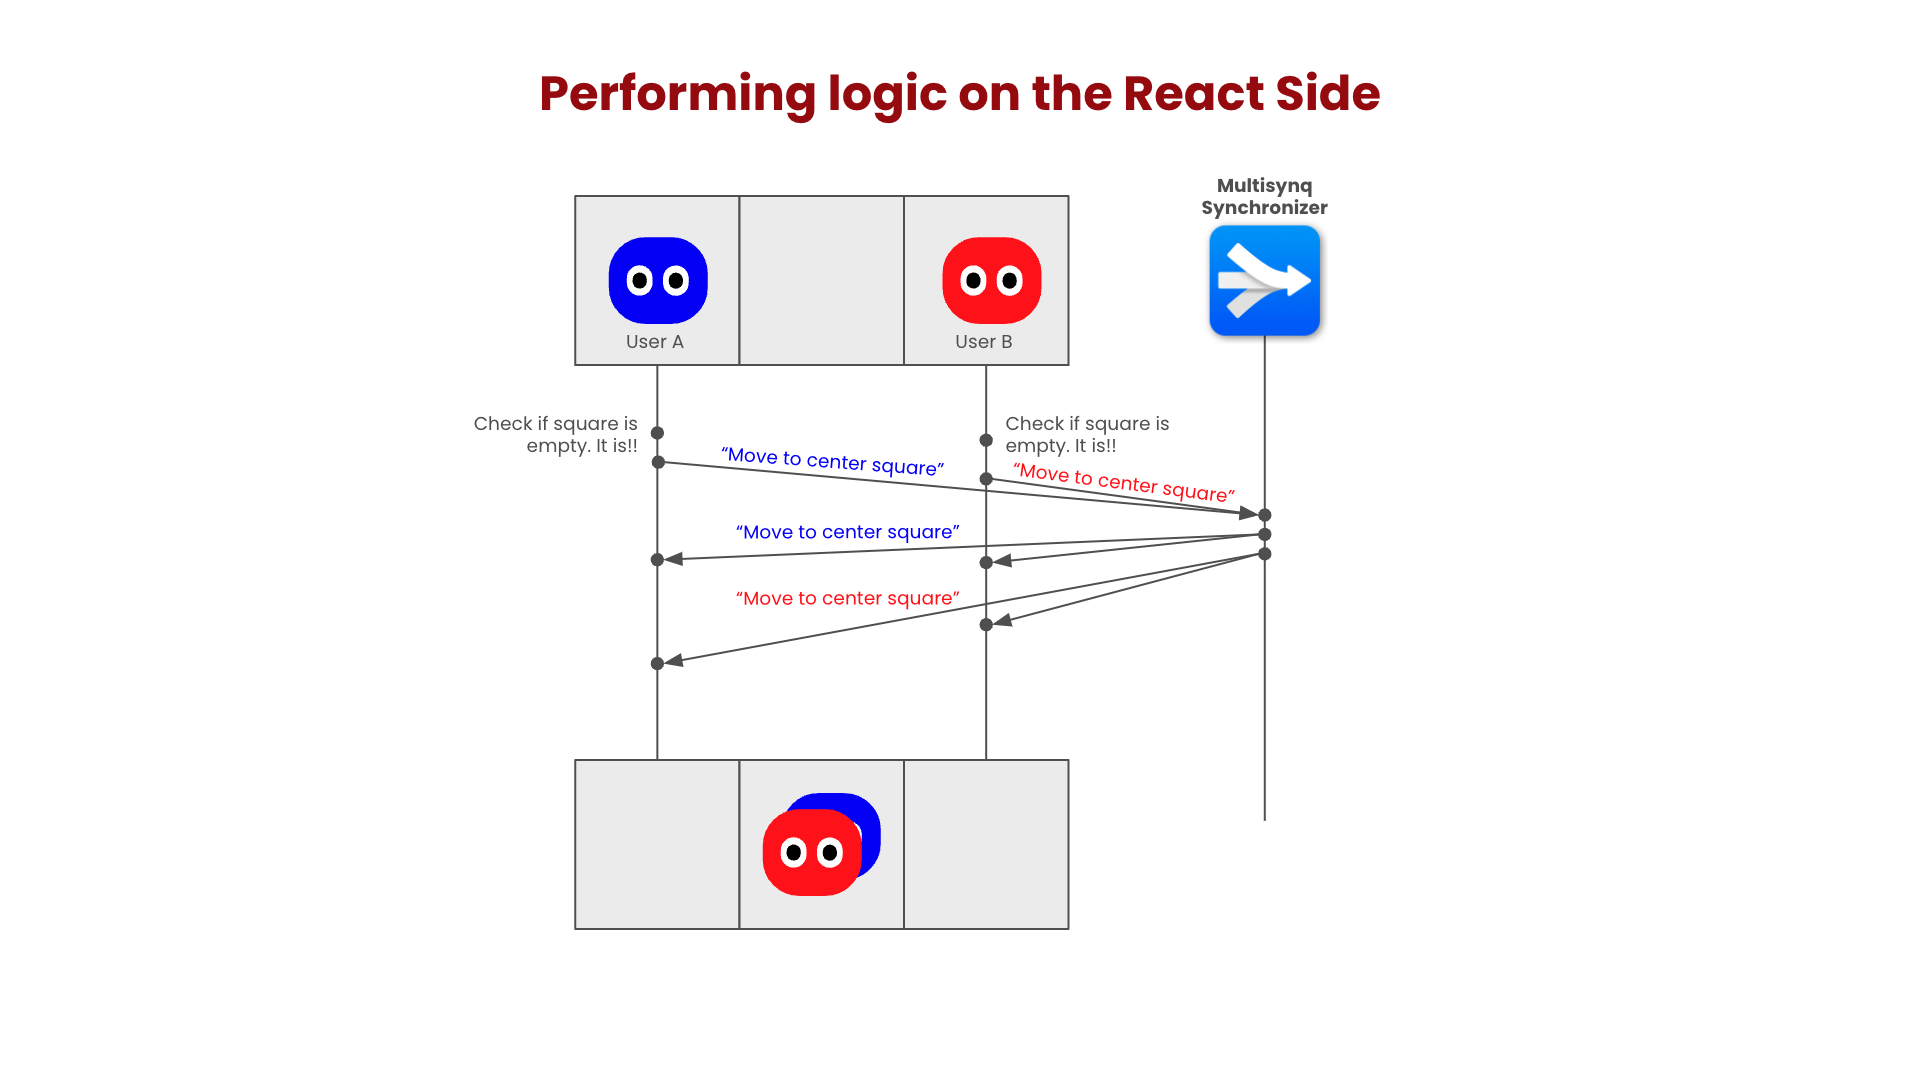 Performing logic on the React Side
Multisynq
Synchronizer
User A
User B
Check if square is
empty. It is!!
Check if square is
empty. It is!!
“Move to center square”
“Move to center square”
“Move to center square”
“Move to center square”